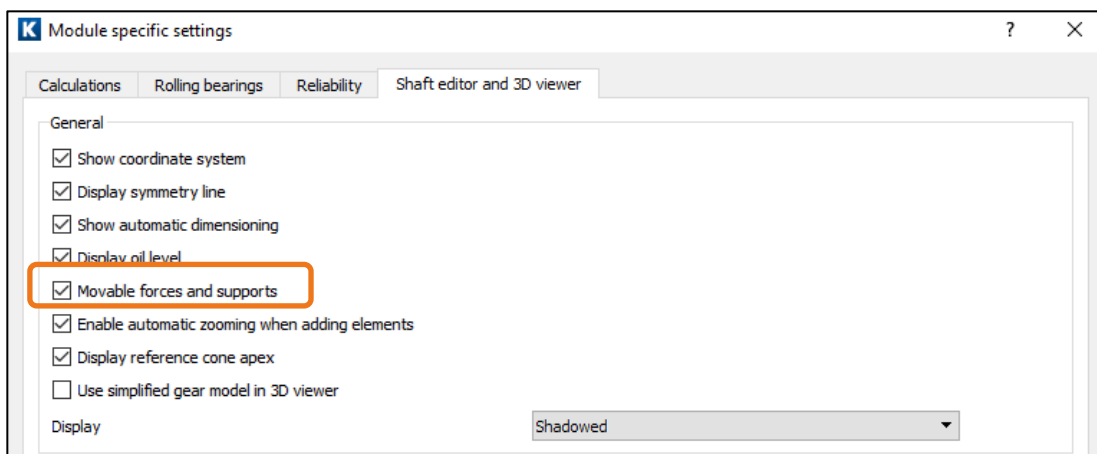 K Module specific settings ?
Calculations Rolling bearings Reliability Shaft editor and 3D viewer
General
Show coordinate system
Display symmetry line
Show automatic dimensioning
Display oil level
Movable forces and supports
Enable automatic zooming when adding elements
Display reference cone apex
Use simplified gear model in 3D viewer
Display Shadowed